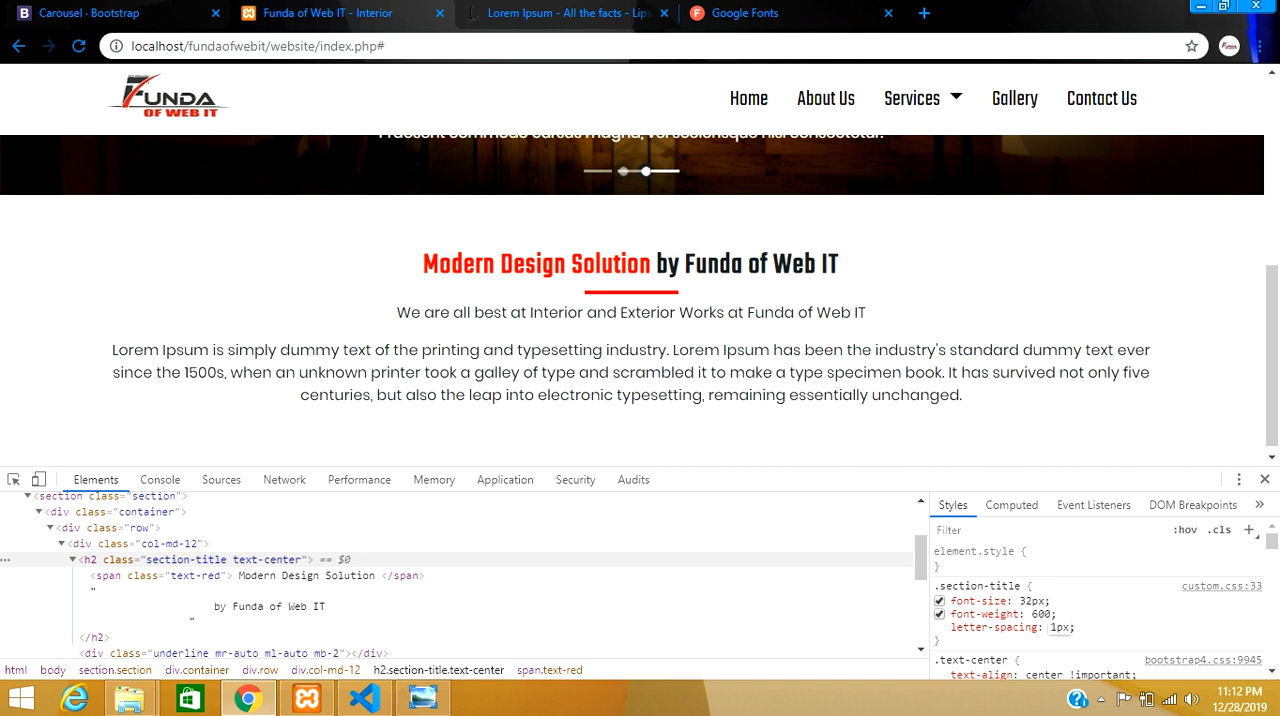 Carousel · Bootstrap
Funda of Web IT - Interior
Lorem Ipsum - All the facts - Lips
Google Fonts
localhost/fundaofwebit/website/index.php#
FUNDA
OF WEB IT
Home About Us Services Gallery Contact Us
Modern Design Solution by Funda of Web IT
We are all best at Interior and Exterior Works at Funda of Web IT
Lorem Ipsum is simply dummy text of the printing and typesetting industry. Lorem Ipsum has been the industry's standard dummy text ever
since the 1500s, when an unknown printer took a galley of type and scrambled it to make a type specimen book. It has survived not only five
centuries, but also the leap into electronic typesetting, remaining essentially unchanged.
Elements Console Sources Network Performance Memory Application Security Audits
<section class="section">
<div class="container">
<div class="row">
<div class="col-md-12">
<h2 class="section-title text-center"> == $0
<span class="text-red"> Modern Design Solution </span>
"
by Funda of Web IT
"
</h2>
<div class="underline mr-auto ml-auto mb-2"></div>
html body section.section div.container div.row div.col-md-12 h2.section-title.text-center span.text-red
Styles Computed Event Listeners DOM Breakpoints »
Filter :hov .cls +
element.style {
}
.section-title { custom.css:33
font-size: 32px;
font-weight: 600;
letter-spacing: 1px;
}
.text-center { bootstrap4.css:9945
text-align: center !important;
11:12 PM
12/28/2019